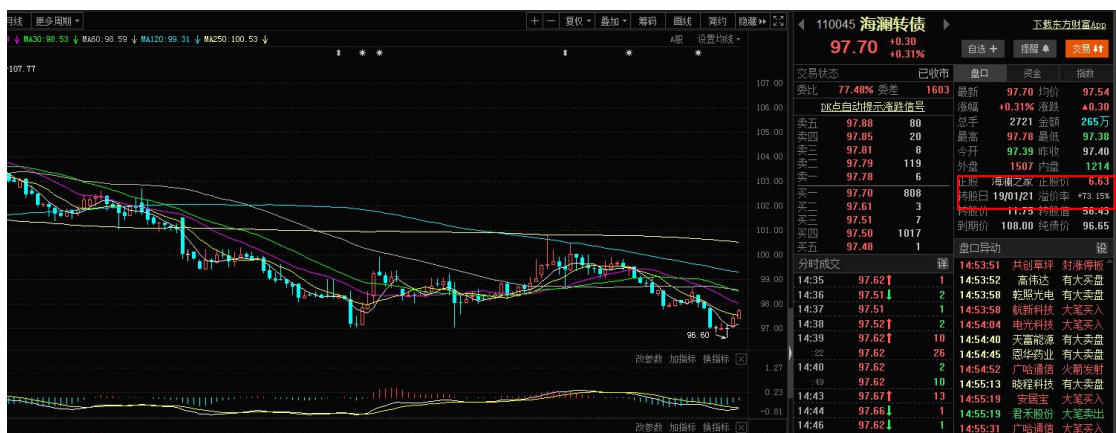 月线 更多周期 + - 复权 叠加 筹码 画线 简约 隐藏
MA30:98.53 ↓ MA60:98.59 ↓ MA120:99.31 ↓ MA250:100.53 ↓ A股 设置均线
107.77
107.00
106.00
105.00
104.00
103.00
102.00
101.00
100.00
99.00
98.00
97.00
96.60
改参数 加指标 换指标
1.27
0.23
-0.81
改参数 加指标 换指标
110045 海澜转债 下载东方财富App
97.70 +0.30
+0.31%
自选 + 提醒 交易
交易状态 已收市
委比 77.48% 委差 1603
DK点自动提示涨跌信号
卖五 97.88 80
卖四 97.85 20
卖三 97.81 8
卖二 97.79 119
卖一 97.78 6
买一 97.70 808
买二 97.61 3
买三 97.51 7
买四 97.50 1017
买五 97.48 1
分时成交 详
14:35 97.62↑ 1
14:36 97.51↓ 2
14:37 97.51 1
14:38 97.52↑ 2
14:39 97.62↑ 10
:22 97.62 26
14:40 97.62 2
:49 97.62 10
14:43 97.67↑ 13
14:44 97.66↓ 1
14:46 97.62↓ 1
盘口 资金 指数
最新 97.70 均价 97.54
涨幅 +0.31% 涨跌 ▲0.30
总手 2721 金额 265万
最高 97.78 最低 97.38
今开 97.39 昨收 97.40
外盘 1507 内盘 1214
正股 海澜之家 正股价 6.63
转股日 19/01/21 溢价率 +73.15%
转股价 11.75 转股值 56.43
到期价 108.00 纯债价 96.65
盘口异动 设
14:53:51 共创草坪 封涨停板
14:53:52 高伟达 有大买盘
14:53:58 乾照光电 有大卖盘
14:53:58 航新科技 大笔买入
14:54:04 电光科技 大笔买入
14:54:40 天富能源 有大卖盘
14:54:45 恩华药业 有大卖盘
14:54:52 广哈通信 火箭发射
14:55:13 晓程科技 有大卖盘
14:55:19 安居宝 大笔买入
14:55:19 君禾股份 大笔卖出
14:55:31 广哈通信 大笔买入